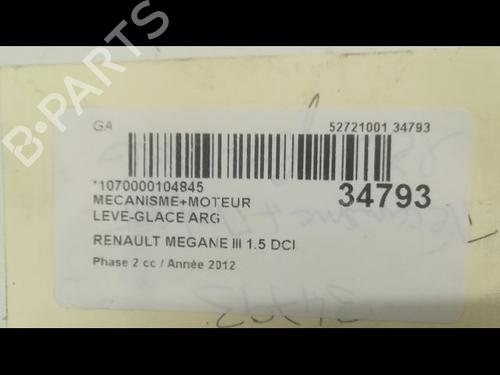 GA
52721001 34793
*1070000104845
MECANISME+MOTEUR
LEVE-GLACE ARG
34793
RENAULT MEGANE III 1.5 DCI
Phase 2 cc / Année 2012
B-PARTS
34793